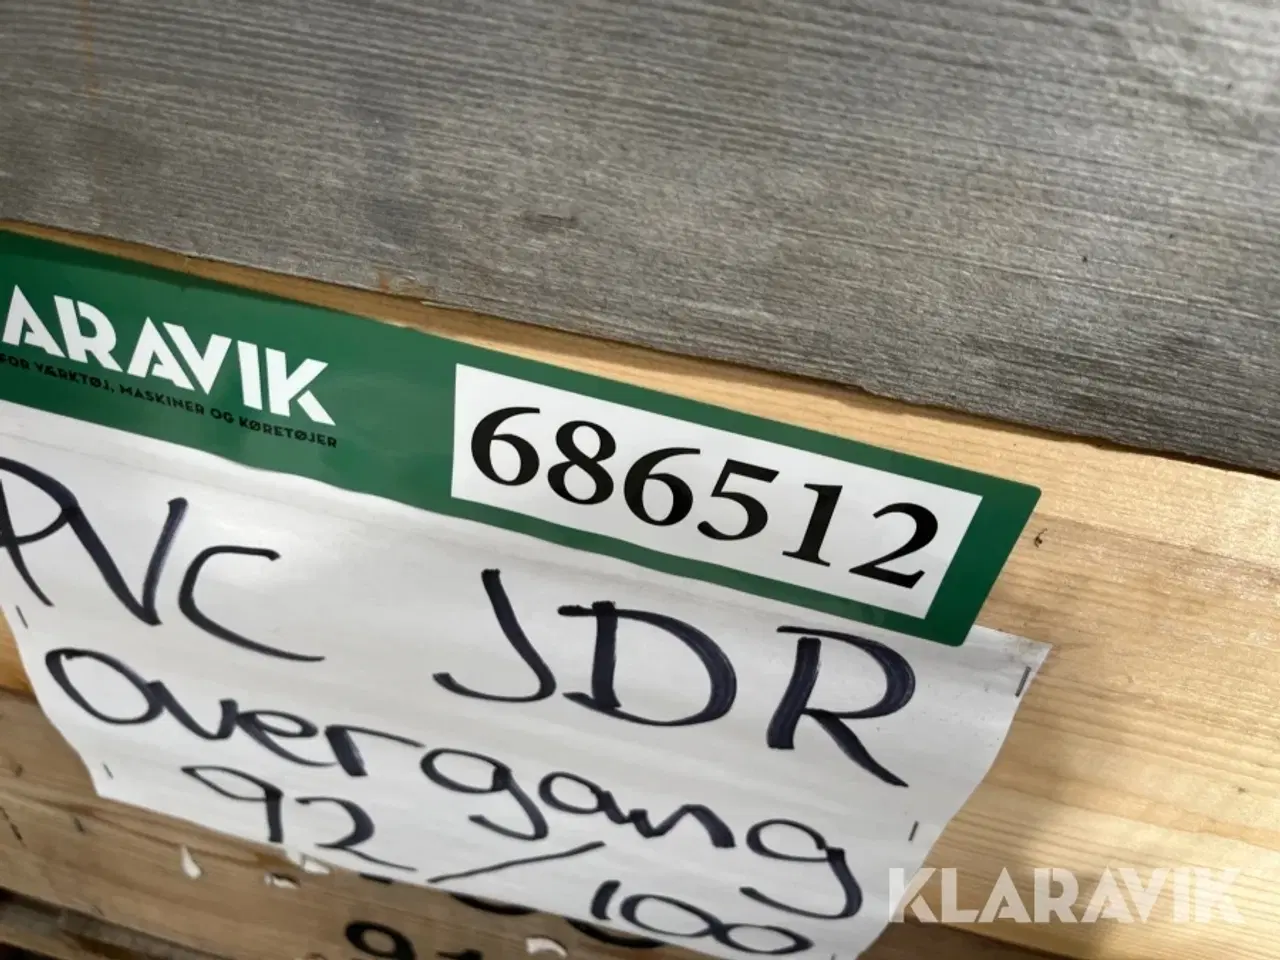 ARAVIK
FOR VÆRKTØJ, MASKINER OG KØRETØJER
686512
PVC JDR
Overgang
92/100
KLARAVIK